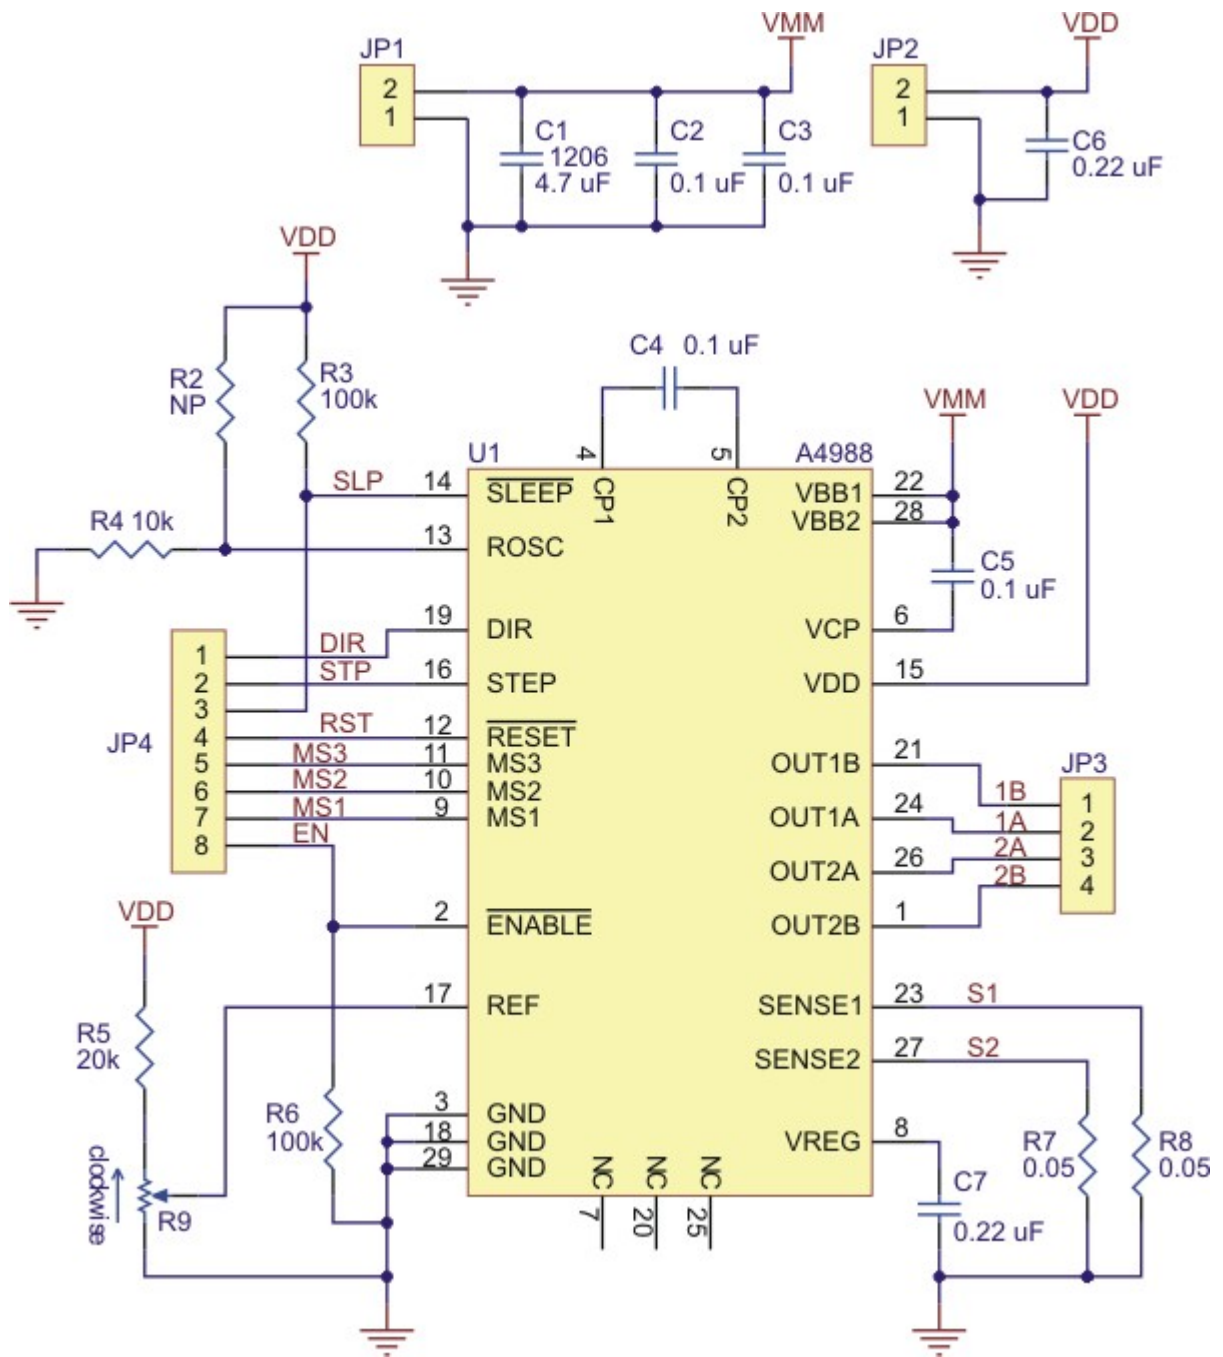 VMM
JP1
2
1
C1
1206
4.7 uF
C2
0.1 uF
C3
0.1 uF
VDD
JP2
2
1
C6
0.22 uF
VDD
R2
NP
R3
100k
C4 0.1 uF
VMM
VDD
U1
4
5
A4988
SLP
14
SLEEP
CP1
CP2
VBB1
22
VBB2
28
R4 10k
13
ROSC
C5
0.1 uF
19
DIR
VCP
6
DIR
1
STP
2
16
STEP
VDD
15
3
JP4
RST
4
12
RESET
MS3
5
11
MS3
MS2
6
10
MS2
MS1
7
9
MS1
EN
8
OUT1B
21
JP3
1B
1
OUT1A
24
1A
2
2A
3
OUT2A
26
2B
4
VDD
2
ENABLE
OUT2B
1
17
REF
SENSE1
23
S1
R5
20k
SENSE2
27
S2
R6
100k
3
GND
18
GND
29
GND
VREG
8
R7
0.05
R8
0.05
clockwise
R9
NC
NC
NC
7
20
25
C7
0.22 uF